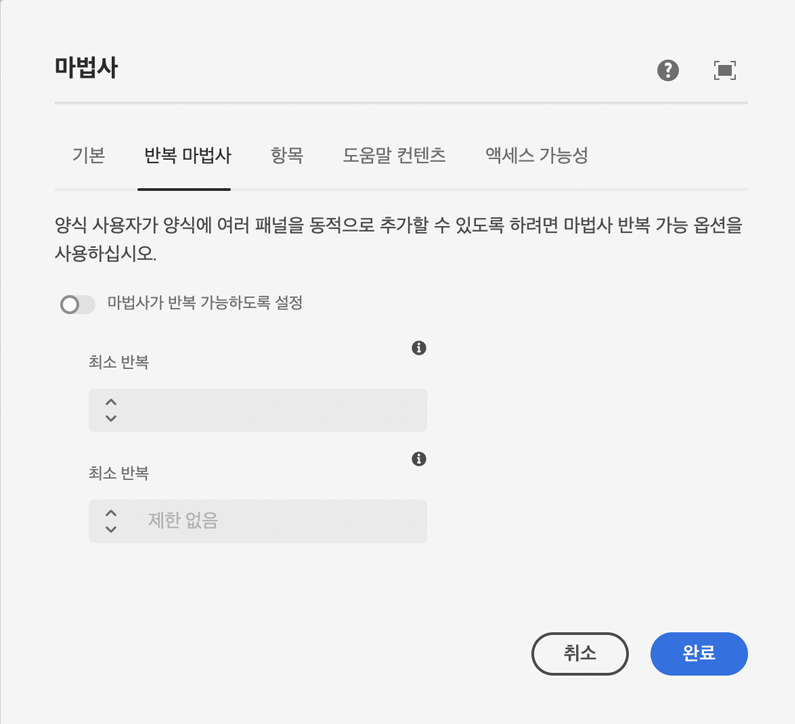 마법사
기본 반복 마법사 항목 도움말 컨텐츠 액세스 가능성
양식 사용자가 양식에 여러 패널을 동적으로 추가할 수 있도록 하려면 마법사 반복 가능 옵션을
사용하십시오.
마법사가 반복 가능하도록 설정
최소 반복
최소 반복
제한 없음
취소 완료